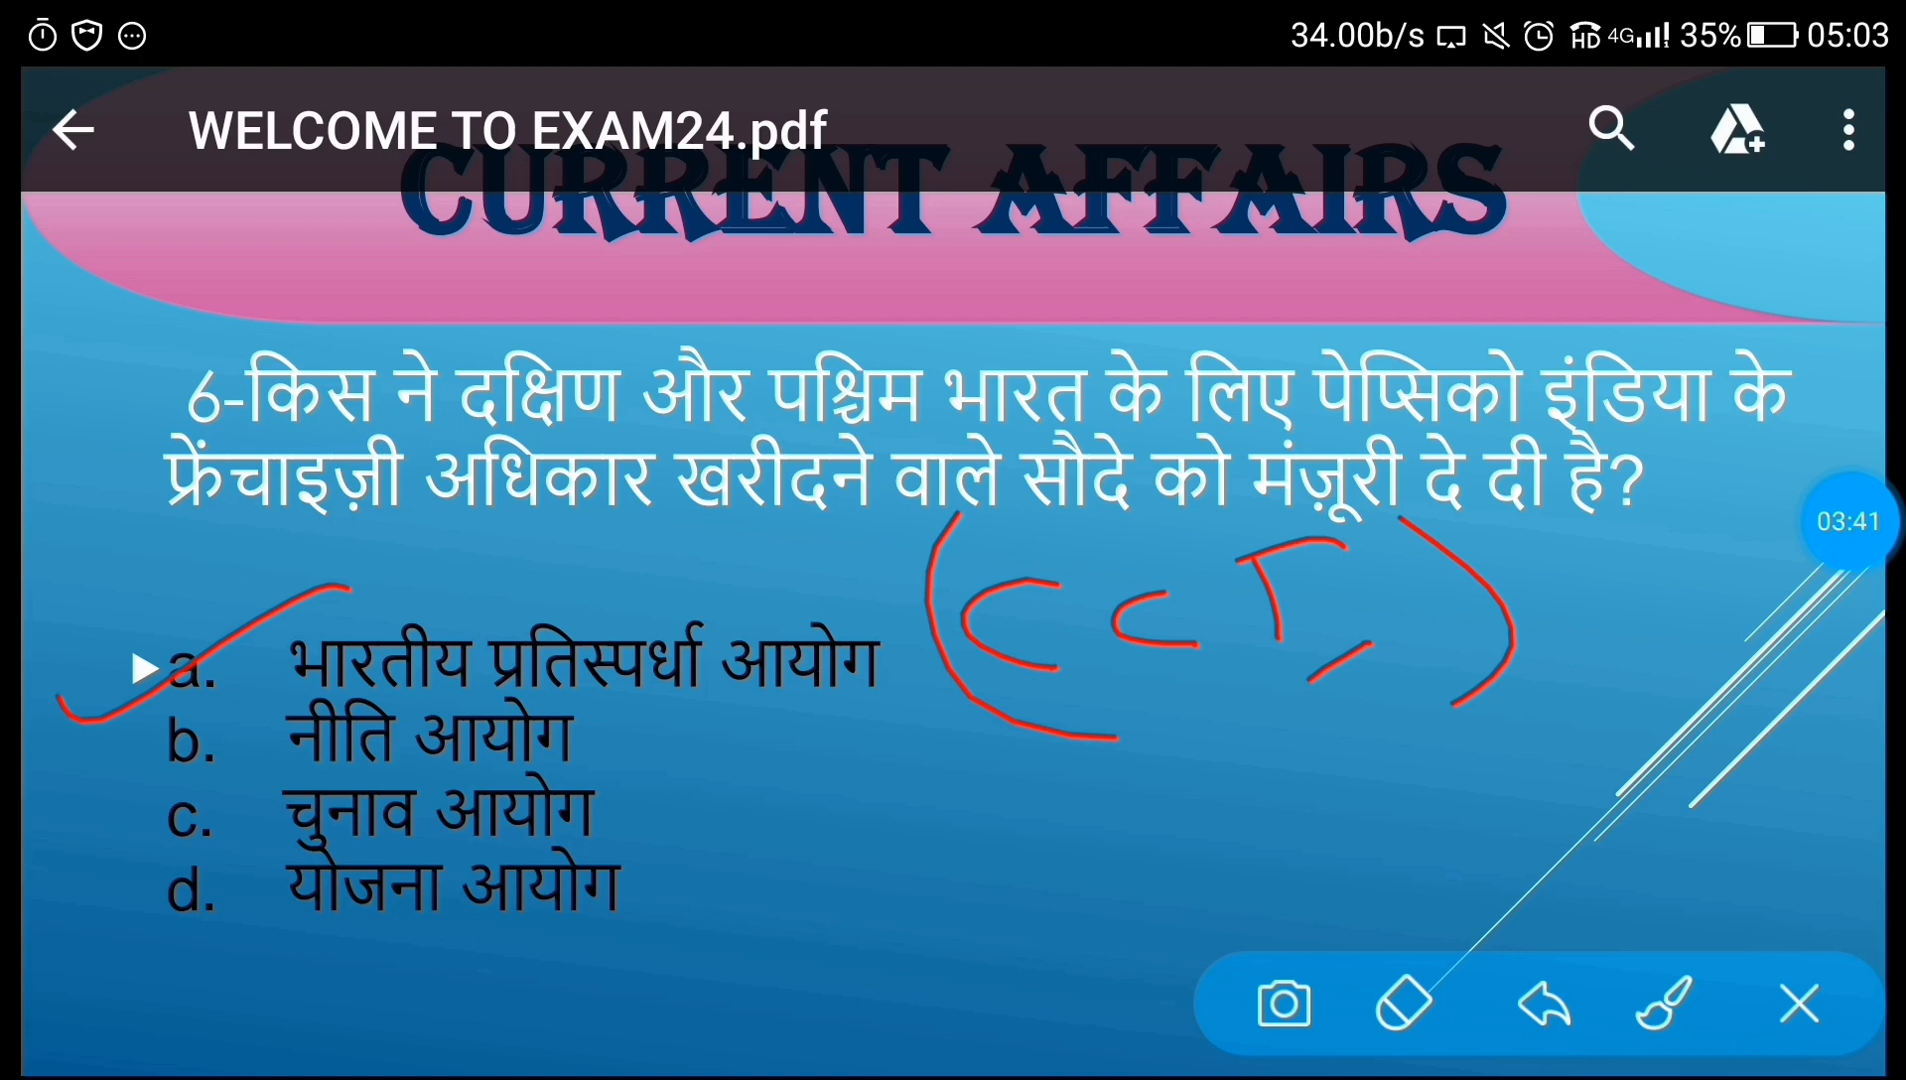 34.00b/s HD 4G 35% 05:03
WELCOME TO EXAM24.pdf
CURRENT AFFAIRS
6-किस ने दक्षिण और पश्चिम भारत के लिए पेप्सिको इंडिया के
फ्रेंचाइज़ी अधिकार खरीदने वाले सौदे को मंज़ूरी दे दी है?
03:41
a. भारतीय प्रतिस्पर्धा आयोग
b. नीति आयोग
c. चुनाव आयोग
d. योजना आयोग